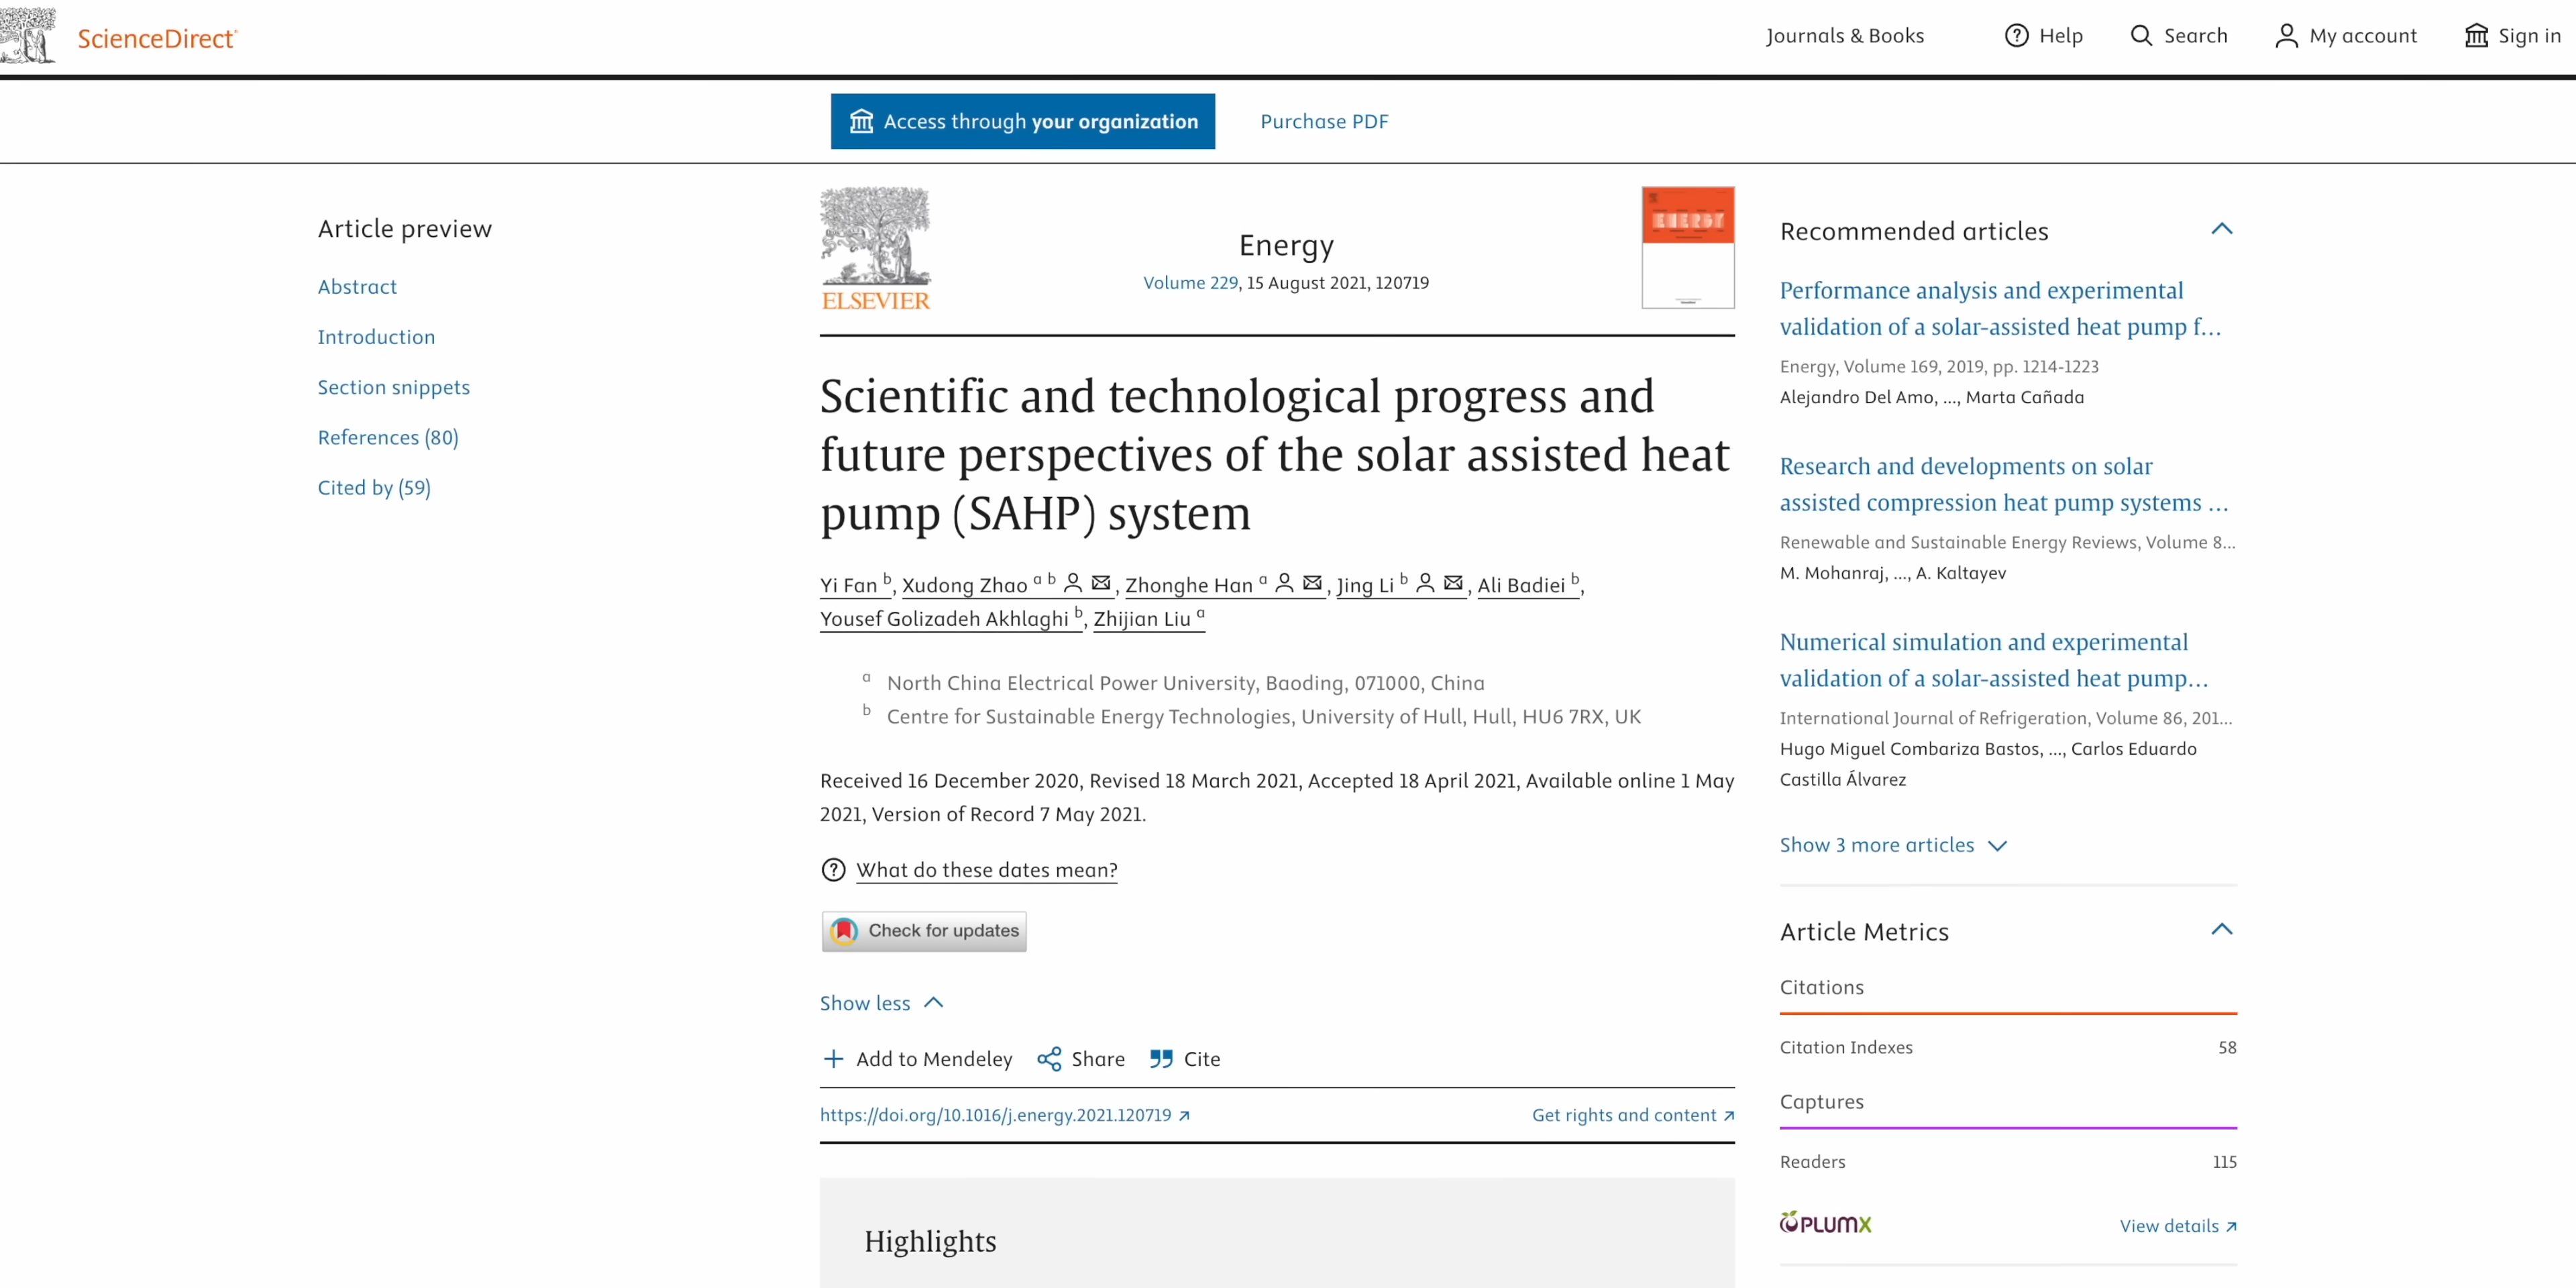 ScienceDirect
Journals & Books
Help
Search
My account
Sign in
Access through your organization
Purchase PDF
Article preview
Abstract
Introduction
Section snippets
References (80)
Cited by (59)
ELSEVIER
Energy
Volume 229, 15 August 2021, 120719
ENERGY
Scientific and technological progress and
future perspectives of the solar assisted heat
pump (SAHP) system
Yi Fan b, Xudong Zhao a b, Zhonghe Han a, Jing Li b, Ali Badiei b,
Yousef Golizadeh Akhlaghi b, Zhijian Liu a
a North China Electrical Power University, Baoding, 071000, China
b Centre for Sustainable Energy Technologies, University of Hull, Hull, HU6 7RX, UK
Received 16 December 2020, Revised 18 March 2021, Accepted 18 April 2021, Available online 1 May
2021, Version of Record 7 May 2021.
What do these dates mean?
Check for updates
Show less
Add to Mendeley
Share
Cite
https://doi.org/10.1016/j.energy.2021.120719
Get rights and content
Highlights
Recommended articles
Performance analysis and experimental
validation of a solar-assisted heat pump f...
Energy, Volume 169, 2019, pp. 1214-1223
Alejandro Del Amo, ..., Marta Cañada
Research and developments on solar
assisted compression heat pump systems ...
Renewable and Sustainable Energy Reviews, Volume 8...
M. Mohanraj, ..., A. Kaltayev
Numerical simulation and experimental
validation of a solar-assisted heat pump...
International Journal of Refrigeration, Volume 86, 201...
Hugo Miguel Combariza Bastos, ..., Carlos Eduardo
Castilla Álvarez
Show 3 more articles
Article Metrics
Citations
Citation Indexes 58
Captures
Readers 115
PLUMX
View details